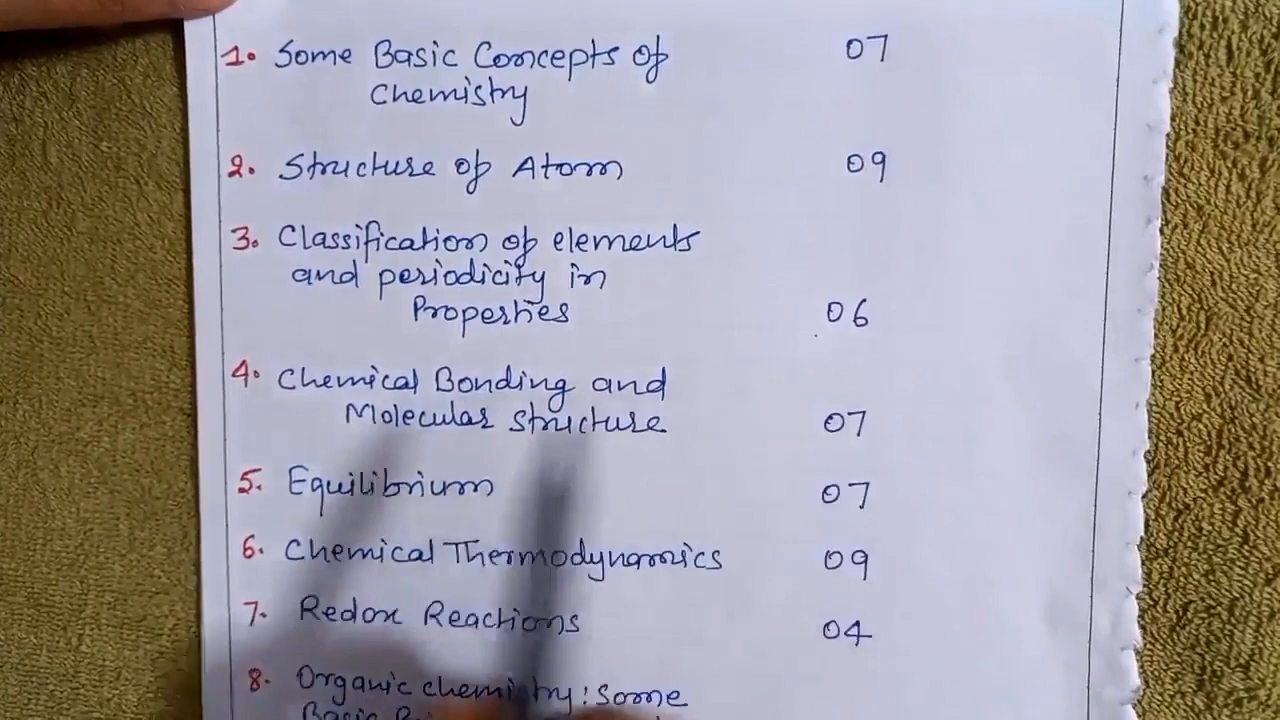 1. Some Basic Concepts of 07
Chemistry
2. Structure of Atom 09
3. Classification of elements
and periodicity in
Properties 06
4. Chemical Bonding and
Molecular structure 07
5. Equilibrium 07
6. Chemical Thermodynamics 09
7. Redox Reactions 04
8. Organic chemistry: Some
Basic